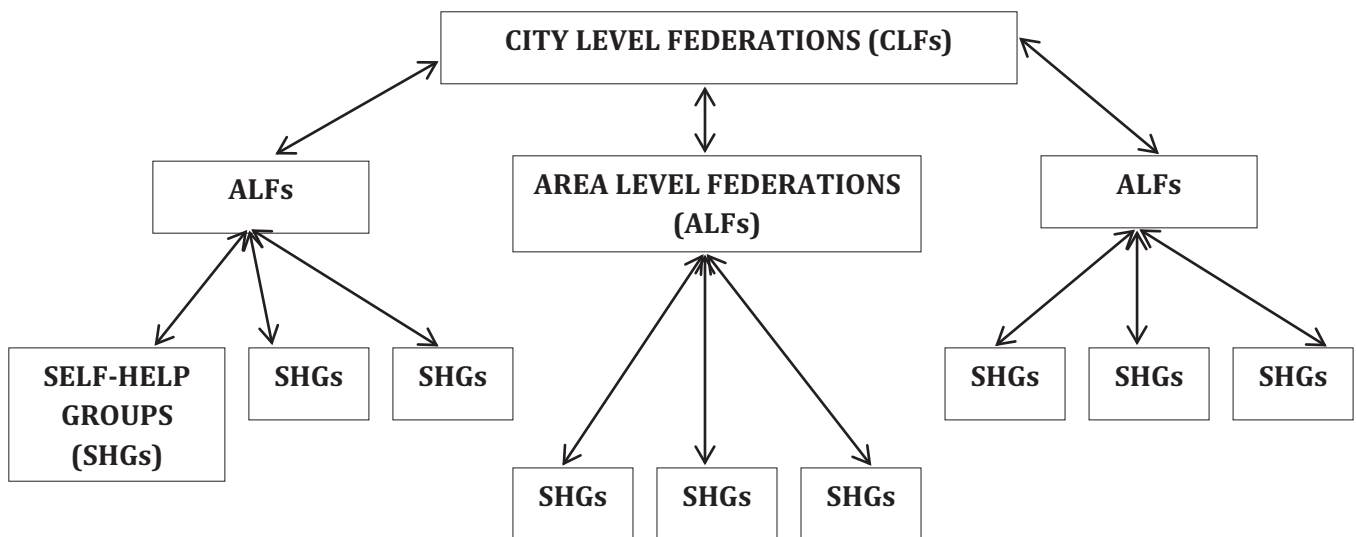 CITY LEVEL FEDERATIONS (CLFs)
ALFs
AREA LEVEL FEDERATIONS
(ALFs)
ALFs
SELF-HELP
GROUPS
(SHGs)
SHGs
SHGs
SHGs
SHGs
SHGs
SHGs
SHGs
SHGs